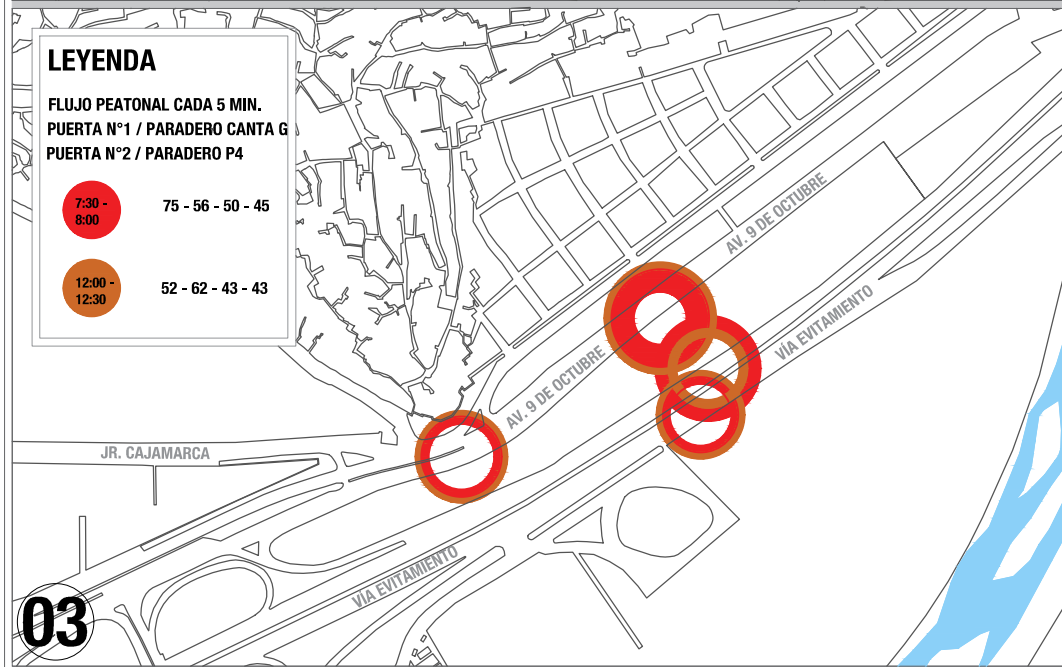 LEYENDA
FLUJO PEATONAL CADA 5 MIN.
PUERTA N°1 / PARADERO CANTA G
PUERTA N°2 / PARADERO P4
7:30 -
8:00
75 - 56 - 50 - 45
12:00 -
12:30
52 - 62 - 43 - 43
AV. 9 DE OCTUBRE
VÍA EVITAMIENTO
AV. 9 DE OCTUBRE
JR. CAJAMARCA
VÍA EVITAMIENTO
03